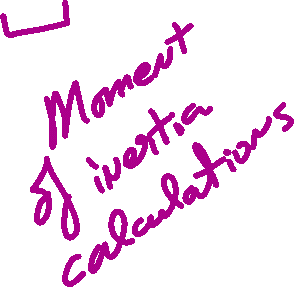 Moment
of inertia
calculations